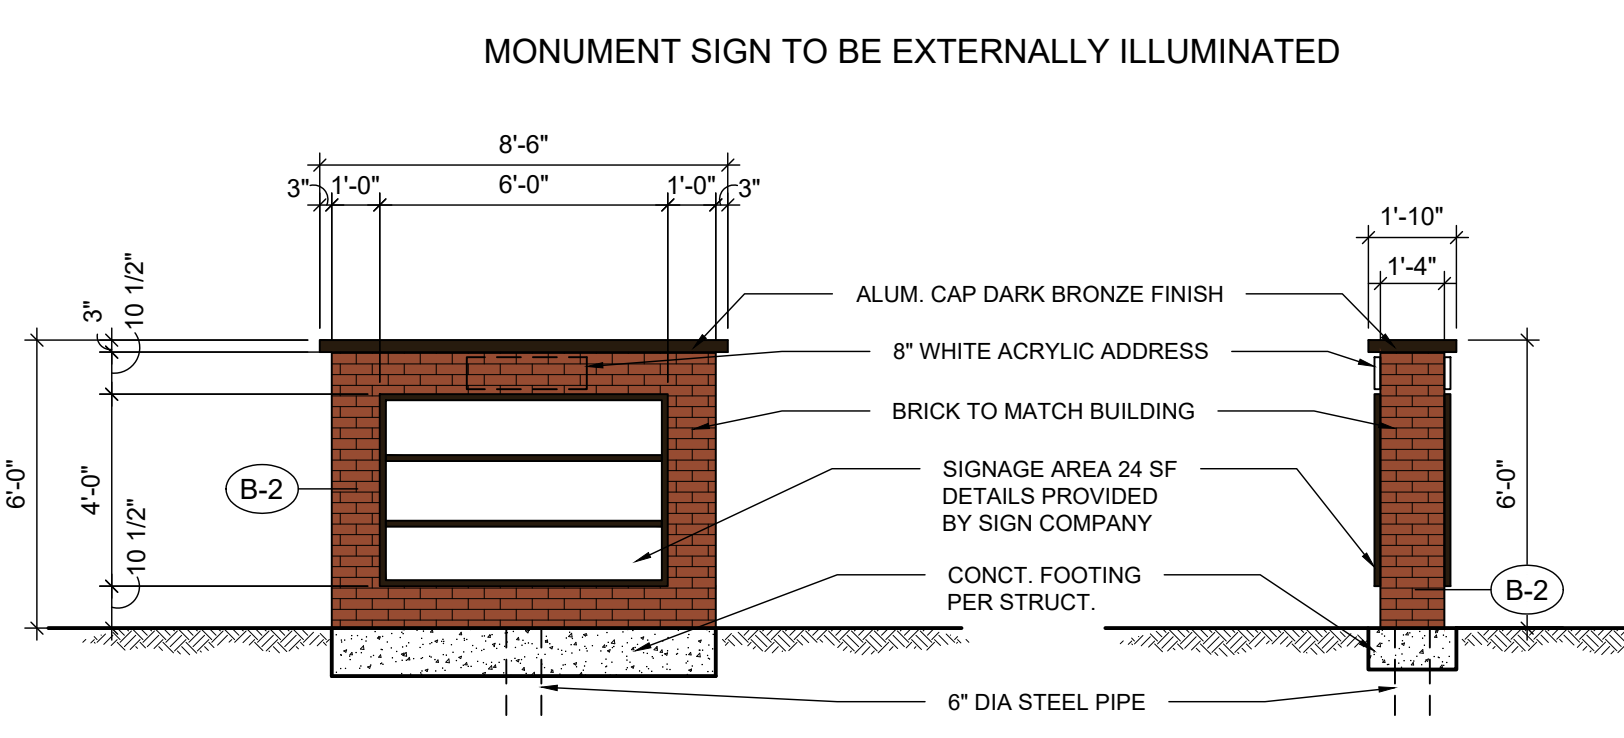 MONUMENT SIGN TO BE EXTERNALLY ILLUMINATED
8'-6"
3" 1'-0" 6'-0" 1'-0" 3"
1'-10"
1'-4"
3"
10 1/2"
6'-0"
4'-0"
10 1/2"
B-2
ALUM. CAP DARK BRONZE FINISH
8" WHITE ACRYLIC ADDRESS
BRICK TO MATCH BUILDING
SIGNAGE AREA 24 SF
DETAILS PROVIDED
BY SIGN COMPANY
CONCT. FOOTING
PER STRUCT.
6" DIA STEEL PIPE
6'-0"
B-2